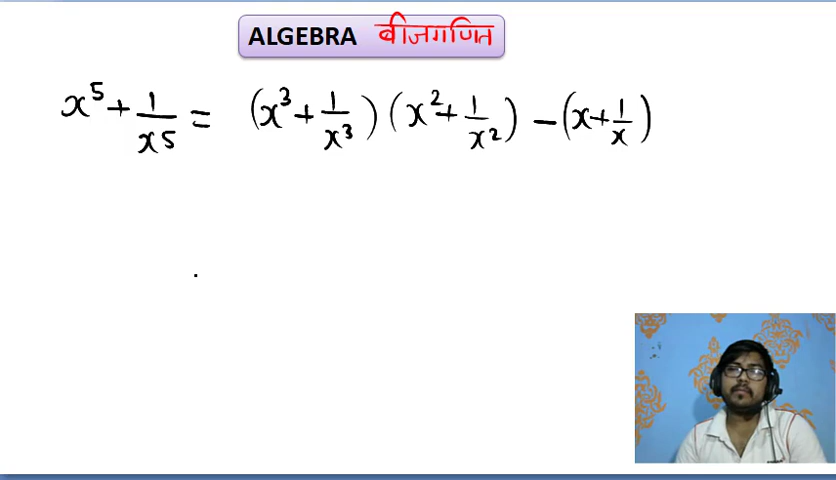 ALGEBRA बीजगणित
x⁵ + 1/x⁵ = (x³ + 1/x³) (x² + 1/x²) – (x + 1/x)